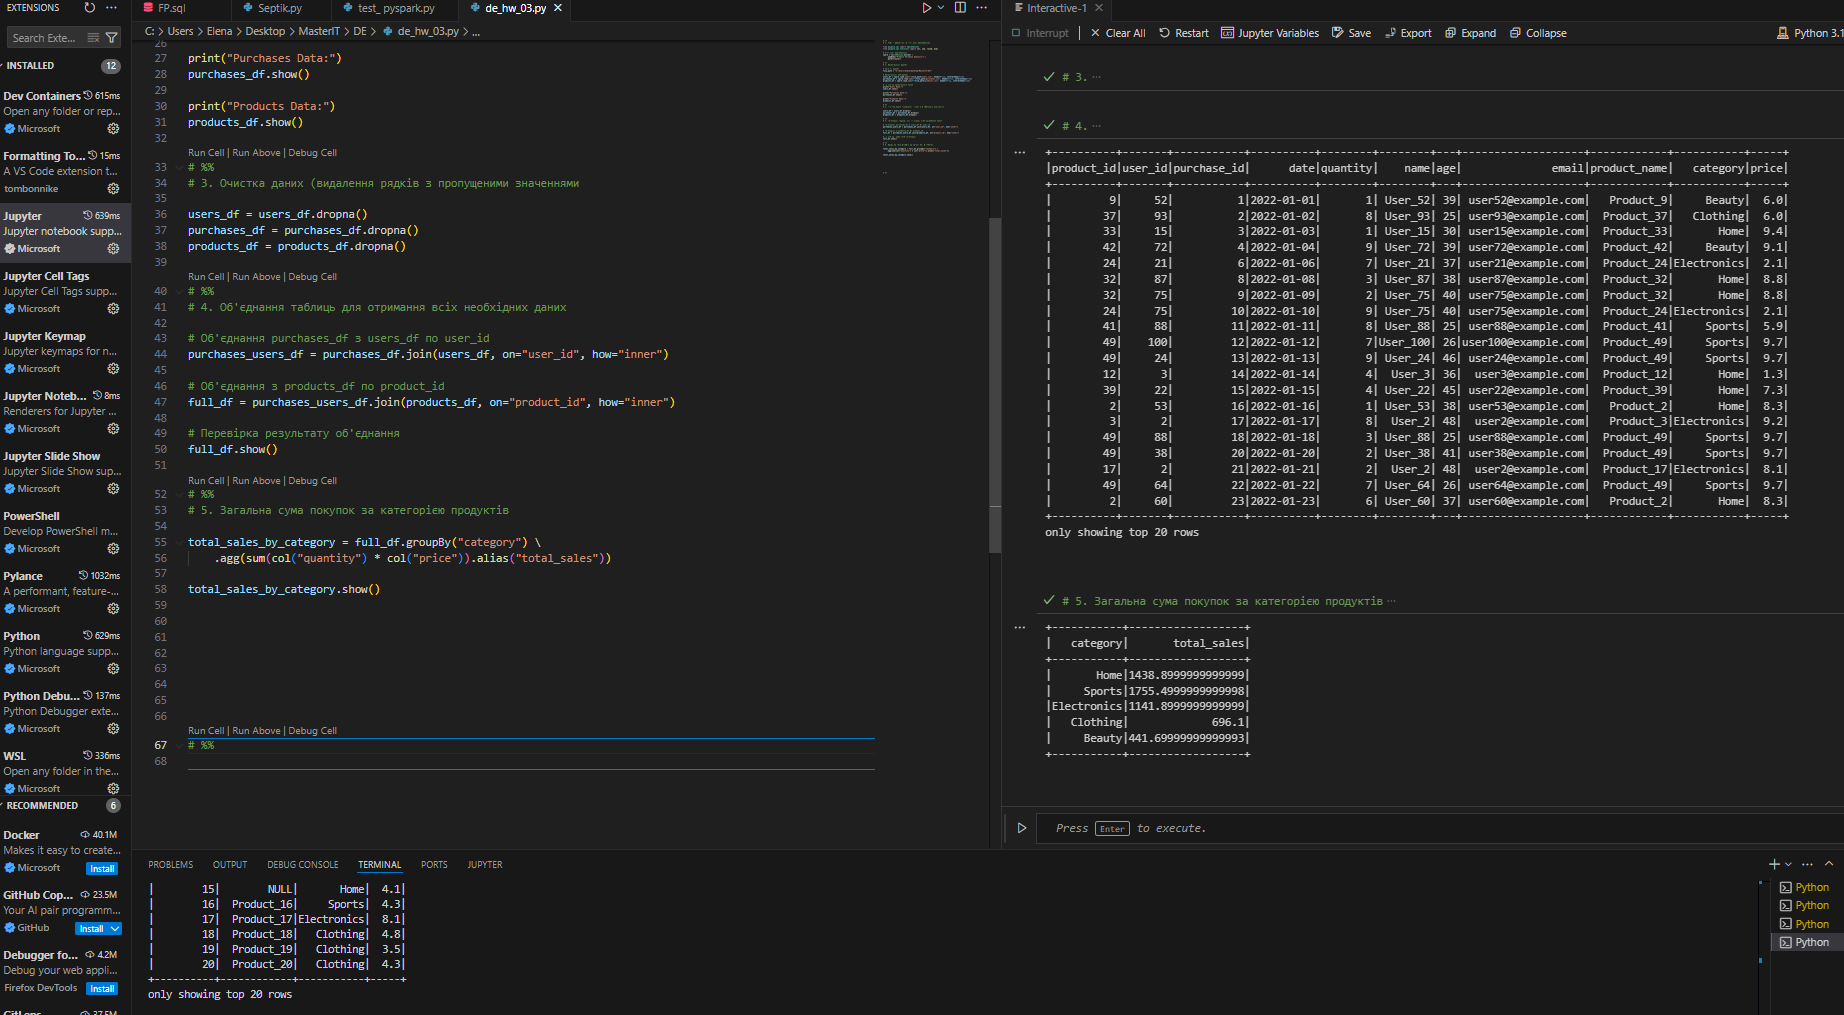 EXTENSIONS
Search Exte...
INSTALLED
12
Dev Containers 615ms
Open any folder or rep...
Microsoft
Formatting To... 15ms
A VS Code extension t...
tombonnike
Jupyter 639ms
Jupyter notebook supp...
Microsoft
Jupyter Cell Tags
Jupyter Cell Tags supp...
Microsoft
Jupyter Keymap
Jupyter keymaps for n...
Microsoft
Jupyter Noteb... 8ms
Renderers for Jupyter ...
Microsoft
Jupyter Slide Show
Jupyter Slide Show sup...
Microsoft
PowerShell
Develop PowerShell m...
Microsoft
Pylance 1032ms
A performant, feature-...
Microsoft
Python 629ms
Python language supp...
Microsoft
Python Debu... 137ms
Python Debugger exte...
Microsoft
WSL 336ms
Open any folder in the...
Microsoft
RECOMMENDED
6
Docker 40.1M
Makes it easy to create...
Microsoft Install
GitHub Cop... 23.5M
Your AI pair programm...
GitHub Install
Debugger fo... 4.2M
Debug your web appli...
Firefox DevTools Install
GitLens 37.5M
FP.sql
Septik.py
test_ pyspark.py
de_hw_03.py
C: > Users > Elena > Desktop > MasterIT > DE > de_hw_03.py > ...
26
27 print("Purchases Data:")
28 purchases_df.show()
29
30 print("Products Data:")
31 products_df.show()
32
Run Cell | Run Above | Debug Cell
33 # %%
34 # 3. Очистка даних (видалення рядків з пропущеними значеннями
35
36 users_df = users_df.dropna()
37 purchases_df = purchases_df.dropna()
38 products_df = products_df.dropna()
39
Run Cell | Run Above | Debug Cell
40 # %%
41 # 4. Об'єднання таблиць для отримання всіх необхідних даних
42
43 # Об'єднання purchases_df з users_df по user_id
44 purchases_users_df = purchases_df.join(users_df, on="user_id", how="inner")
45
46 # Об'єднання з products_df по product_id
47 full_df = purchases_users_df.join(products_df, on="product_id", how="inner")
48
49 # Перевірка результату об'єднання
50 full_df.show()
51
Run Cell | Run Above | Debug Cell
52 # %%
53 # 5. Загальна сума покупок за категорією продуктів
54
55 total_sales_by_category = full_df.groupBy("category") \
56 .agg(sum(col("quantity") * col("price")).alias("total_sales"))
57
58 total_sales_by_category.show()
59
60
61
62
63
64
65
66
Run Cell | Run Above | Debug Cell
67 # %%
68
Interactive-1
Interrupt | Clear All Restart Jupyter Variables Save Export Expand Collapse Python 3.1
# 3. ...
# 4. ...
+----------+-------+-----------+----------+--------+--------+---+-------------------+------------+-----------+-----+
|product_id|user_id|purchase_id| date|quantity| name|age| email|product_name| category|price|
+----------+-------+-----------+----------+--------+--------+---+-------------------+------------+-----------+-----+
| 9| 52| 1|2022-01-01| 1| User_52| 39| user52@example.com| Product_9| Beauty| 6.0|
| 37| 93| 2|2022-01-02| 8| User_93| 25| user93@example.com| Product_37| Clothing| 6.0|
| 33| 15| 3|2022-01-03| 1| User_15| 30| user15@example.com| Product_33| Home| 9.4|
| 42| 72| 4|2022-01-04| 9| User_72| 39| user72@example.com| Product_42| Beauty| 9.1|
| 24| 21| 6|2022-01-06| 7| User_21| 37| user21@example.com| Product_24|Electronics| 2.1|
| 32| 87| 8|2022-01-08| 3| User_87| 38| user87@example.com| Product_32| Home| 8.8|
| 32| 75| 9|2022-01-09| 2| User_75| 40| user75@example.com| Product_32| Home| 8.8|
| 24| 75| 10|2022-01-10| 9| User_75| 40| user75@example.com| Product_24|Electronics| 2.1|
| 41| 88| 11|2022-01-11| 8| User_88| 25| user88@example.com| Product_41| Sports| 5.9|
| 49| 100| 12|2022-01-12| 7|User_100| 26|user100@example.com| Product_49| Sports| 9.7|
| 49| 24| 13|2022-01-13| 9| User_24| 46| user24@example.com| Product_49| Sports| 9.7|
| 12| 3| 14|2022-01-14| 4| User_3| 36| user3@example.com| Product_12| Home| 1.3|
| 39| 22| 15|2022-01-15| 4| User_22| 45| user22@example.com| Product_39| Home| 7.3|
| 2| 53| 16|2022-01-16| 1| User_53| 38| user53@example.com| Product_2| Home| 8.3|
| 3| 2| 17|2022-01-17| 8| User_2| 48| user2@example.com| Product_3|Electronics| 9.2|
| 49| 88| 18|2022-01-18| 3| User_88| 25| user88@example.com| Product_49| Sports| 9.7|
| 49| 38| 20|2022-01-20| 2| User_38| 41| user38@example.com| Product_49| Sports| 9.7|
| 17| 2| 21|2022-01-21| 2| User_2| 48| user2@example.com| Product_17|Electronics| 8.1|
| 49| 64| 22|2022-01-22| 7| User_64| 26| user64@example.com| Product_49| Sports| 9.7|
| 2| 60| 23|2022-01-23| 6| User_60| 37| user60@example.com| Product_2| Home| 8.3|
+----------+-------+-----------+----------+--------+--------+---+-------------------+------------+-----------+-----+
only showing top 20 rows
# 5. Загальна сума покупок за категорією продуктів ...
+-----------+------------------+
| category| total_sales|
+-----------+------------------+
| Home|1438.8999999999999|
| Sports|1755.4999999999998|
|Electronics|1141.8999999999999|
| Clothing| 696.1|
| Beauty|441.69999999999993|
+-----------+------------------+
Press Enter to execute.
PROBLEMS OUTPUT DEBUG CONSOLE TERMINAL PORTS JUPYTER
| 15| NULL| Home| 4.1|
| 16| Product_16| Sports| 4.3|
| 17| Product_17|Electronics| 8.1|
| 18| Product_18| Clothing| 4.8|
| 19| Product_19| Clothing| 3.5|
| 20| Product_20| Clothing| 4.3|
+----------+------------+-----------+-----+
only showing top 20 rows
Python
Python
Python
Python